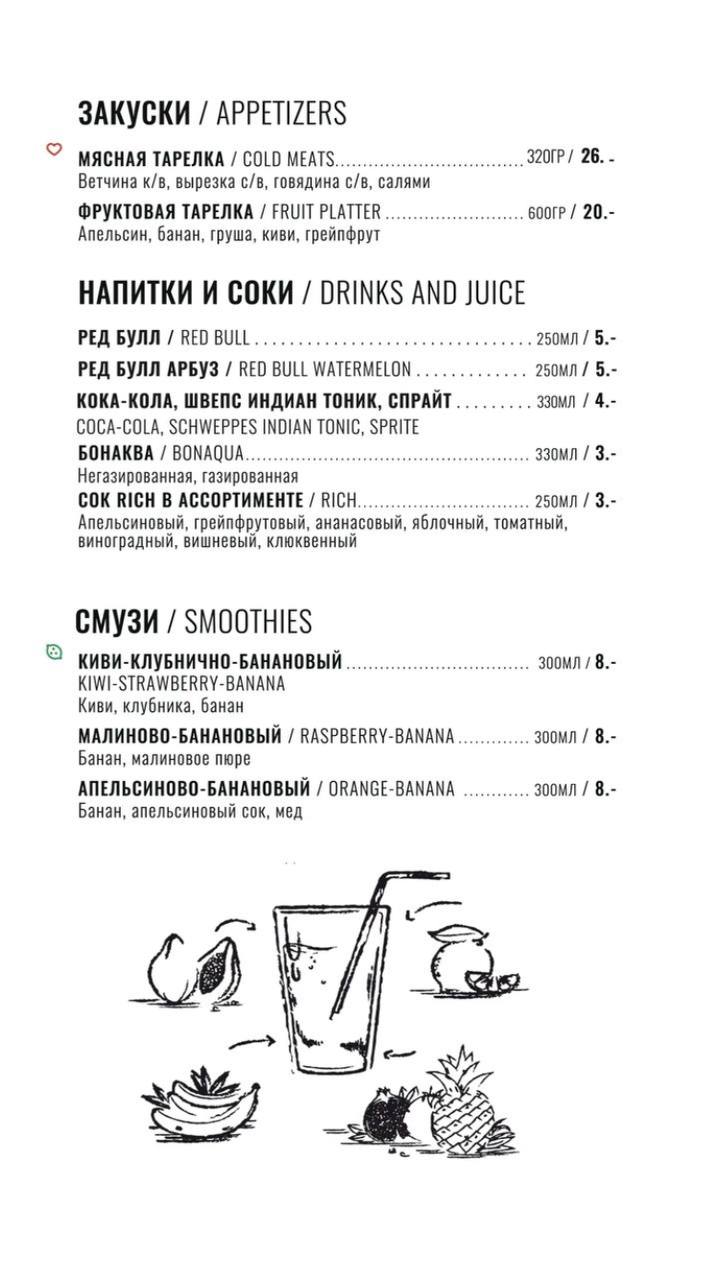 ЗАКУСКИ / APPETIZERS
МЯСНАЯ ТАРЕЛКА / COLD MEATS.................................320ГР / 26. -
Ветчина к/в, вырезка с/в, говядина с/в, салями
ФРУКТОВАЯ ТАРЕЛКА / FRUIT PLATTER ........................ 600ГР / 20.-
Апельсин, банан, груша, киви, грейпфрут
НАПИТКИ И СОКИ / DRINKS AND JUICE
РЕД БУЛЛ / RED BULL . . . . . . . . . . . . . . . . . . . . . . . . . . . . . . . 250МЛ / 5.-
РЕД БУЛЛ АРБУЗ / RED BULL WATERMELON . . . . . . . . . . . . . 250МЛ / 5.-
КОКА-КОЛА, ШВЕПС ИНДИАН ТОНИК, СПРАЙТ . . . . . . . . . 330МЛ / 4.-
COCA-COLA, SCHWEPPES INDIAN TONIC, SPRITE
БОНАКВА / BONAQUA.................................................. 330МЛ / 3.-
Негазированная, газированная
СОК RICH В АССОРТИМЕНТЕ / RICH............................... 250МЛ / 3.-
Апельсиновый, грейпфрутовый, ананасовый, яблочный, томатный,
виноградный, вишневый, клюквенный
СМУЗИ / SMOOTHIES
КИВИ-КЛУБНИЧНО-БАНАНОВЫЙ ................................ 300МЛ / 8.-
KIWI-STRAWBERRY-BANANA
Киви, клубника, банан
МАЛИНОВО-БАНАНОВЫЙ / RASPBERRY-BANANA ............. 300МЛ / 8.-
Банан, малиновое пюре
АПЕЛЬСИНОВО-БАНАНОВЫЙ / ORANGE-BANANA ............ 300МЛ / 8.-
Банан, апельсиновый сок, мед